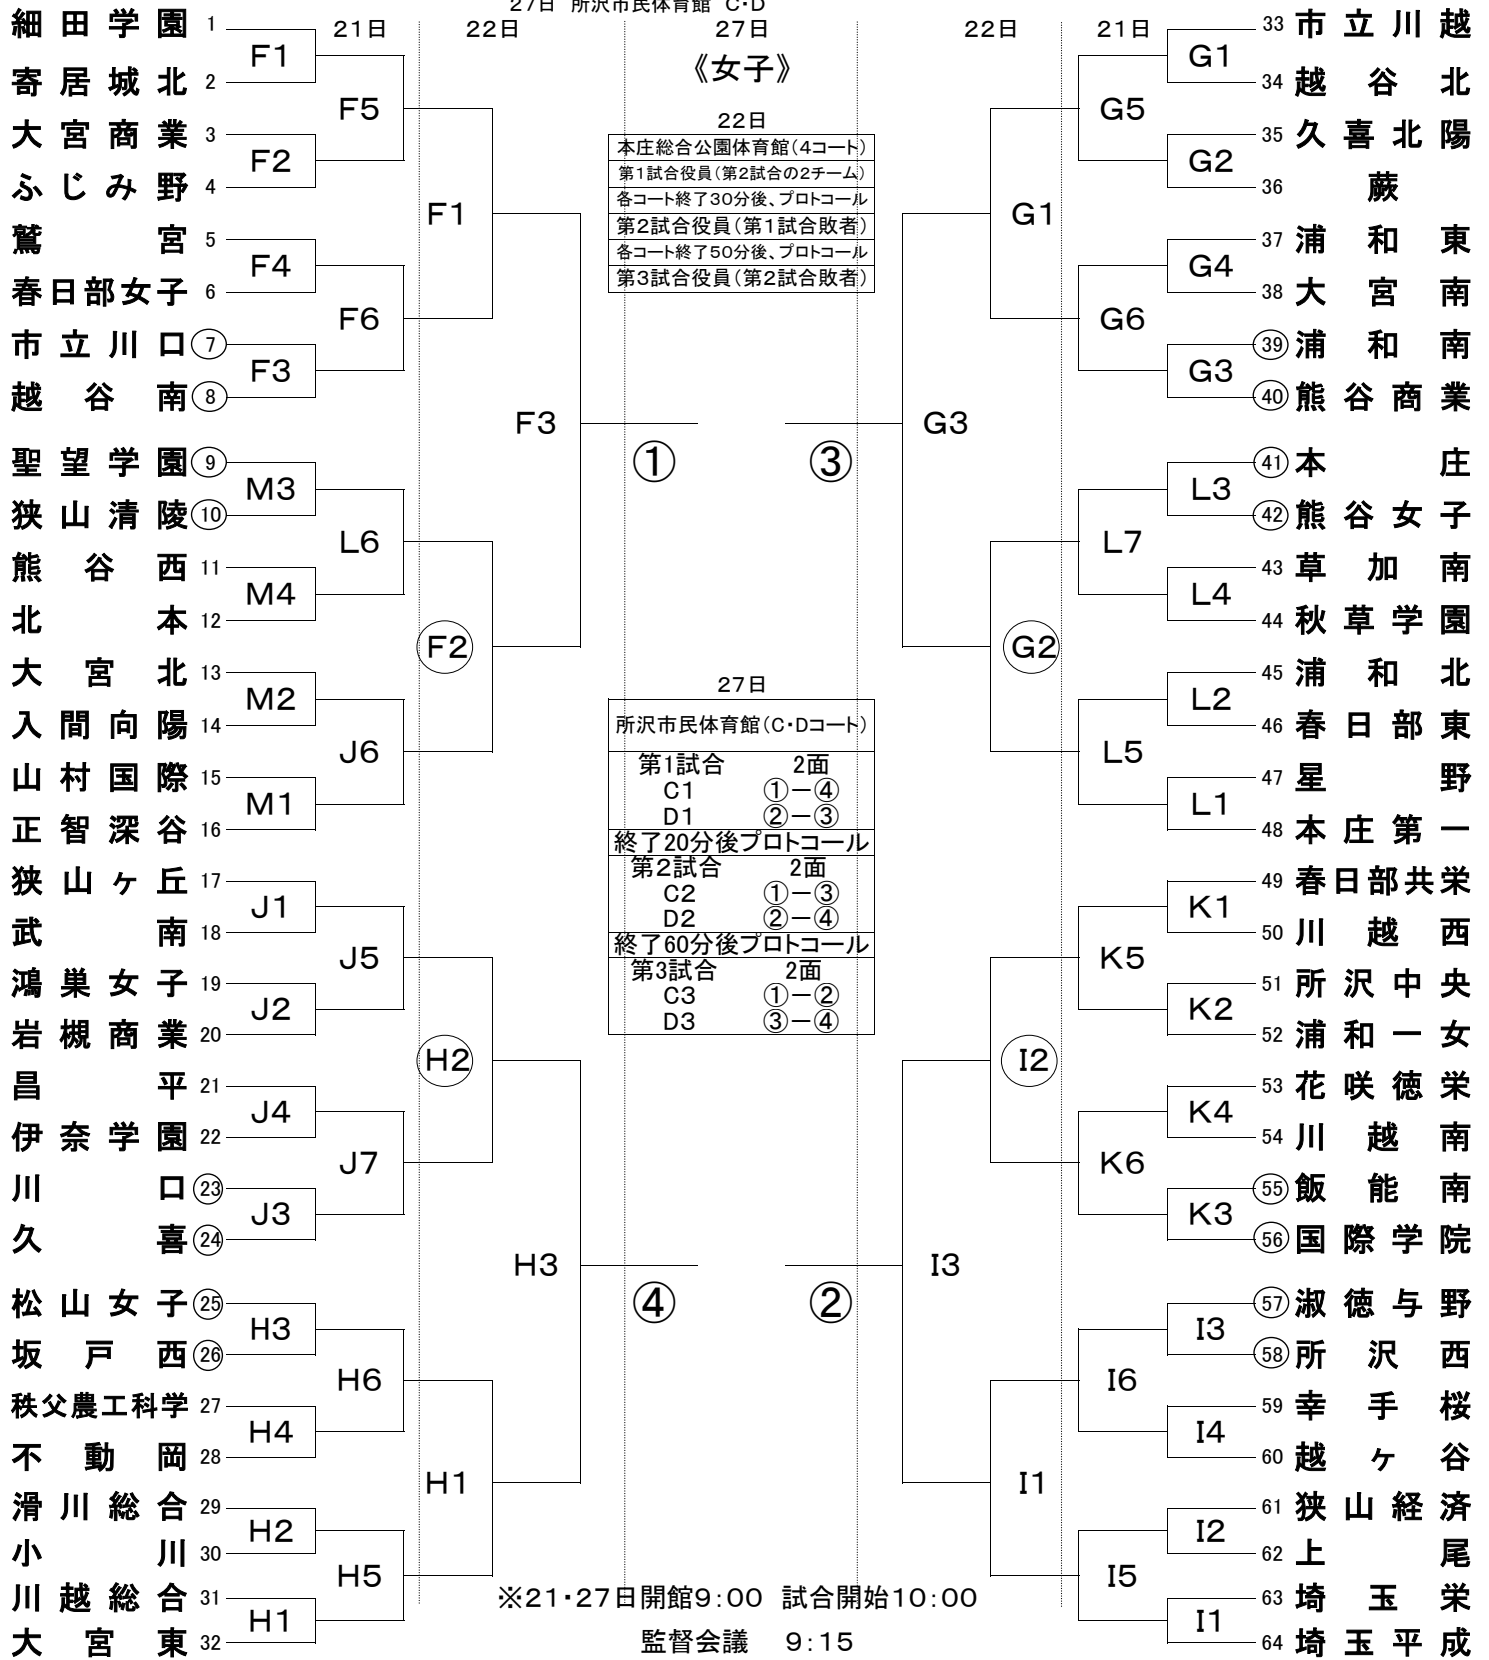 27日 所沢市民体育館 C・D
21日 22日 27日 22日 21日
《女子》
細田学園 1
F1
寄居城北 2
F5
大宮商業 3
F2
ふじみ野 4
F1
鷲宮 5
F4
春日部女子 6
F6
市立川口 ⑦
F3
越谷南 ⑧
F3
①
聖望学園 ⑨
M3
狭山清陵 ⑩
L6
熊谷西 11
M4
北本 12
F2
大宮北 13
M2
入間向陽 14
J6
山村国際 15
M1
正智深谷 16
狭山ヶ丘 17
J1
武南 18
J5
鴻巣女子 19
J2
岩槻商業 20
H2
昌平 21
J4
伊奈学園 22
J7
川口 ㉓
J3
久喜 ㉔
H3
④
松山女子 ㉕
H3
坂戸西 ㉖
H6
秩父農工科学 27
H4
不動岡 28
H1
滑川総合 29
H2
小川 30
H5
川越総合 31
H1
大宮東 32
22日
本庄総合公園体育館(4コート)
第1試合役員(第2試合の2チーム)
各コート終了30分後、プロトコール
第2試合役員(第1試合敗者)
各コート終了50分後、プロトコール
第3試合役員(第2試合敗者)
27日
所沢市民体育館(C・Dコート)
第1試合 2面
C1 ①－④
D1 ②－③
終了20分後プロトコール
第2試合 2面
C2 ①－③
D2 ②－④
終了60分後プロトコール
第3試合 2面
C3 ①－②
D3 ③－④
33 市立川越
G1
34 越谷北
G5
35 久喜北陽
G2
36 蕨
G1
37 浦和東
G4
38 大宮南
G6
㊴ 浦和南
G3
㊵ 熊谷商業
G3
③
㊶ 本庄
L3
㊷ 熊谷女子
L7
43 草加南
L4
44 秋草学園
G2
45 浦和北
L2
46 春日部東
L5
47 星野
L1
48 本庄第一
49 春日部共栄
K1
50 川越西
K5
51 所沢中央
K2
52 浦和一女
I2
53 花咲徳栄
K4
54 川越南
K6
55 飯能南
K3
56 国際学院
I3
②
57 淑徳与野
I3
58 所沢西
I6
59 幸手桜
I4
60 越ヶ谷
I1
61 狭山経済
I2
62 上尾
I5
63 埼玉栄
I1
64 埼玉平成
※21・27日開館9:00 試合開始10:00
監督会議 9:15